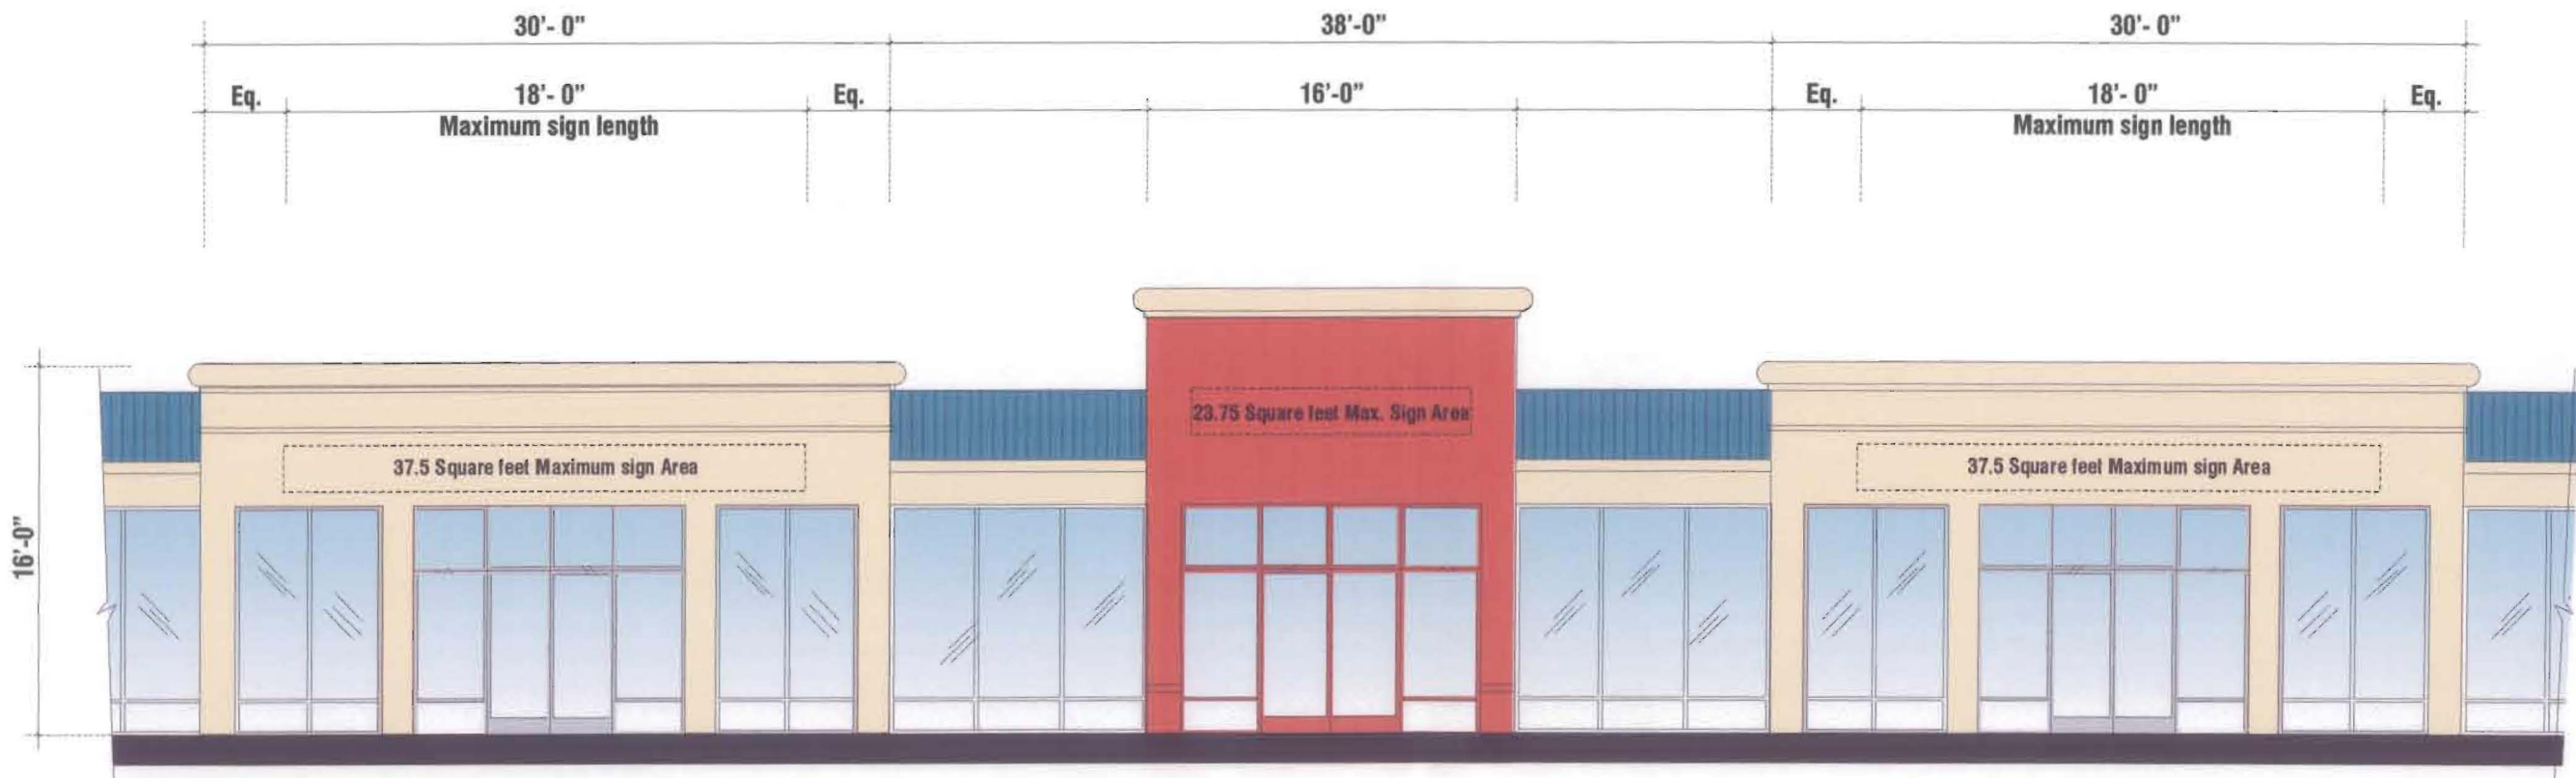 30'- 0"
38'-0"
30'- 0"
Eq.
18'- 0"
Eq.
16'-0"
Eq.
18'- 0"
Eq.
Maximum sign length
Maximum sign length
23.75 Square feet Max. Sign Area
37.5 Square feet Maximum sign Area
37.5 Square feet Maximum sign Area
16'-0"